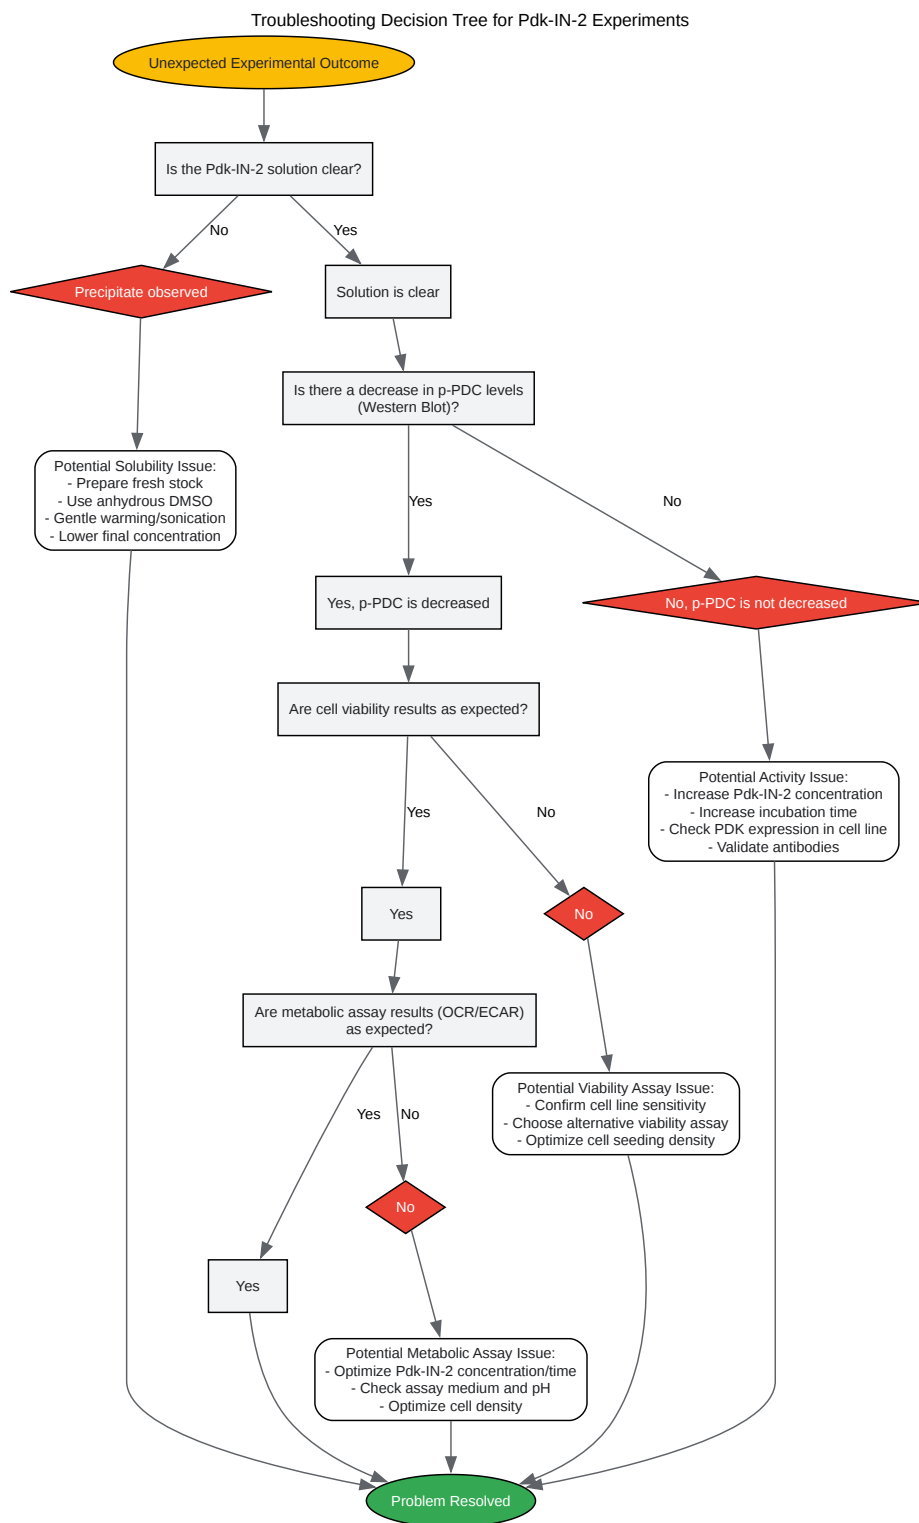 Troubleshooting Decision Tree for Pdk-IN-2 Experiments
Unexpected Experimental Outcome
Is the Pdk-IN-2 solution clear?
No
Yes
Precipitate observed
Solution is clear
Is there a decrease in p-PDC levels
(Western Blot)?
Potential Solubility Issue:
- Prepare fresh stock
- Use anhydrous DMSO
- Gentle warming/sonication
- Lower final concentration
Yes
No
Yes, p-PDC is decreased
No, p-PDC is not decreased
Are cell viability results as expected?
Potential Activity Issue:
- Increase Pdk-IN-2 concentration
- Increase incubation time
- Check PDK expression in cell line
- Validate antibodies
Yes
No
Yes
No
Are metabolic assay results (OCR/ECAR)
as expected?
Potential Viability Assay Issue:
- Confirm cell line sensitivity
- Choose alternative viability assay
- Optimize cell seeding density
Yes
No
No
Yes
Potential Metabolic Assay Issue:
- Optimize Pdk-IN-2 concentration/time
- Check assay medium and pH
- Optimize cell density
Problem Resolved